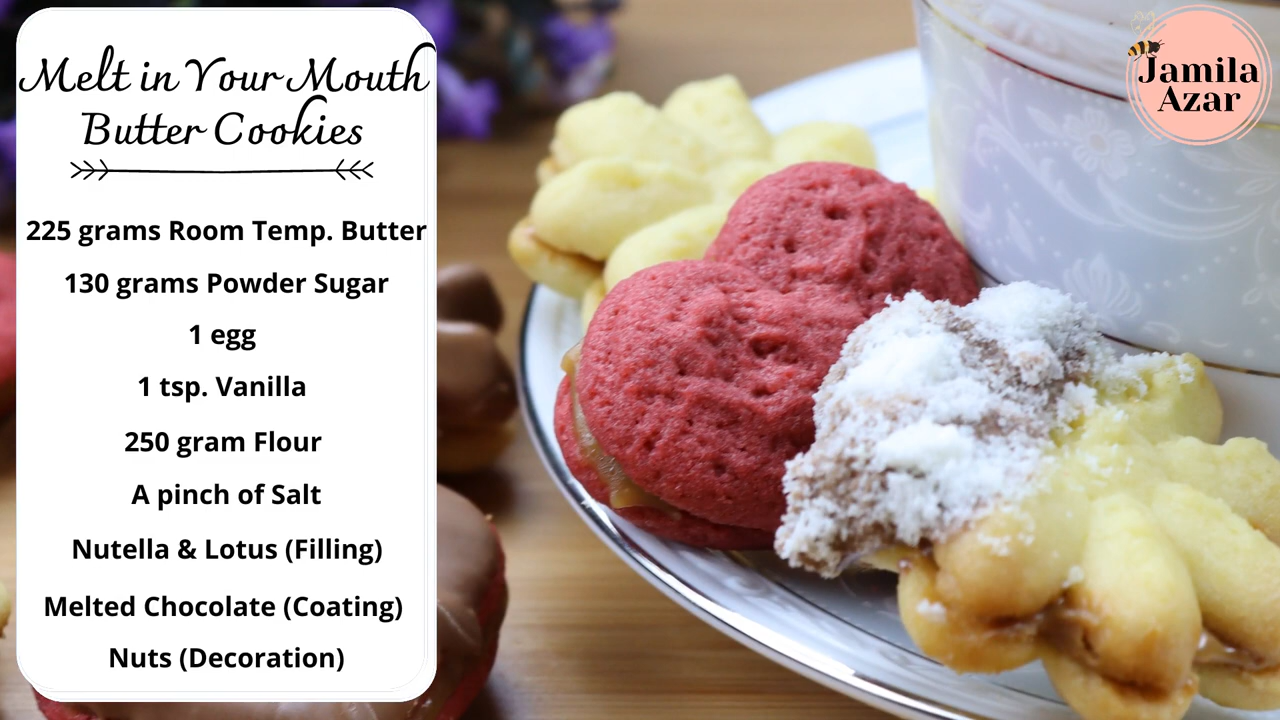 Melt in Your Mouth
Butter Cookies
225 grams Room Temp. Butter
130 grams Powder Sugar
1 egg
1 tsp. Vanilla
250 gram Flour
A pinch of Salt
Nutella & Lotus (Filling)
Melted Chocolate (Coating)
Nuts (Decoration)
Jamila
Azar